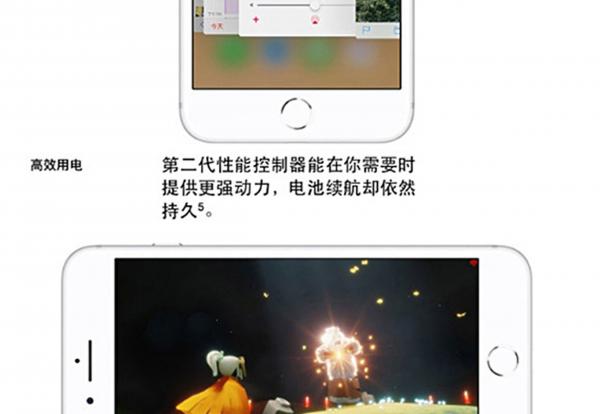 今天
高效用电
第二代性能控制器能在你需要时
提供更强动力，电池续航却依然
持久5。